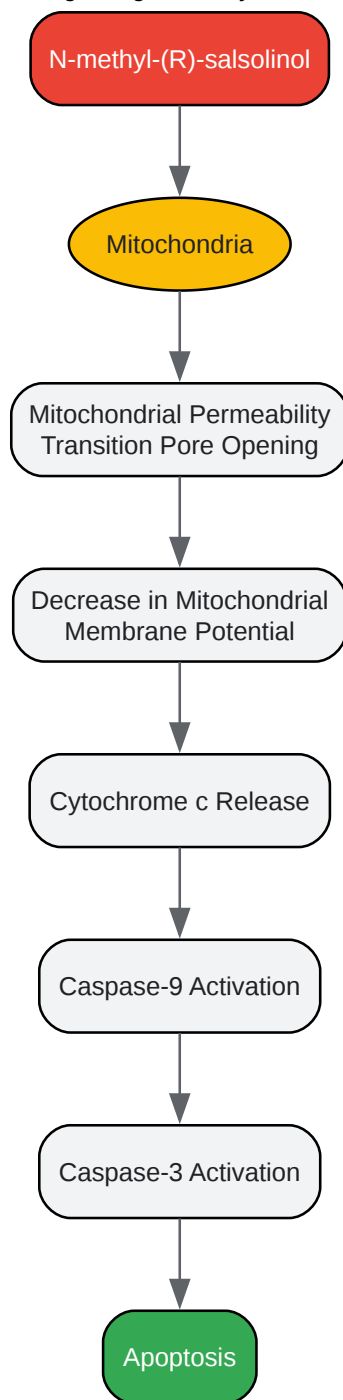 N-methyl-(R)-salsolinol
Mitochondria
Mitochondrial Permeability
Transition Pore Opening
Decrease in Mitochondrial
Membrane Potential
Cytochrome c Release
Caspase-9 Activation
Caspase-3 Activation
Apoptosis